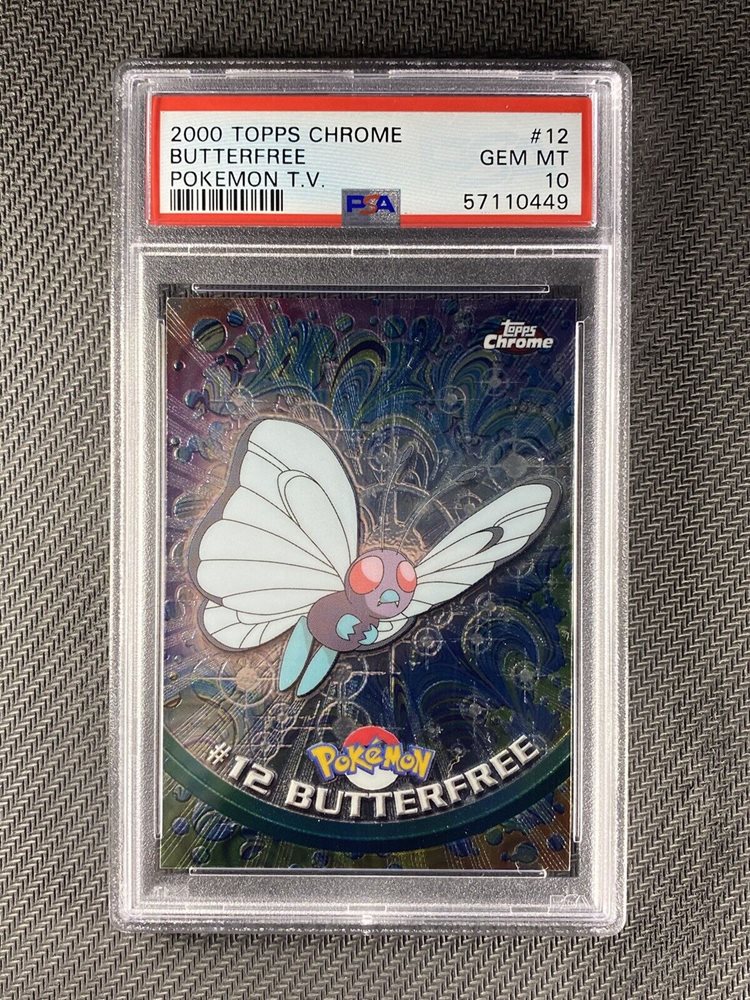 2000 TOPPS CHROME #12
BUTTERFREE GEM MT
POKEMON T.V. 10
PSA 57110449
Topps
Chrome
POKéMON
#12 BUTTERFREE